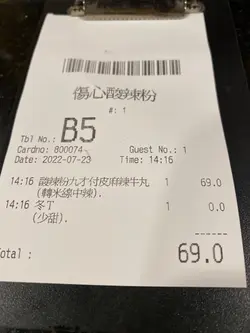 傷心酸辣粉
#: 1
Tbl No.: B5
Cardno: 800074 Guest No.: 1
Date: 2022-07-23 Time: 14:16
14:16 酸辣粉九才付皮麻辣牛丸 1 69.0
(轉米線中辣).
14:16 冬T 1 0.0
(少甜).
Total : 69.0